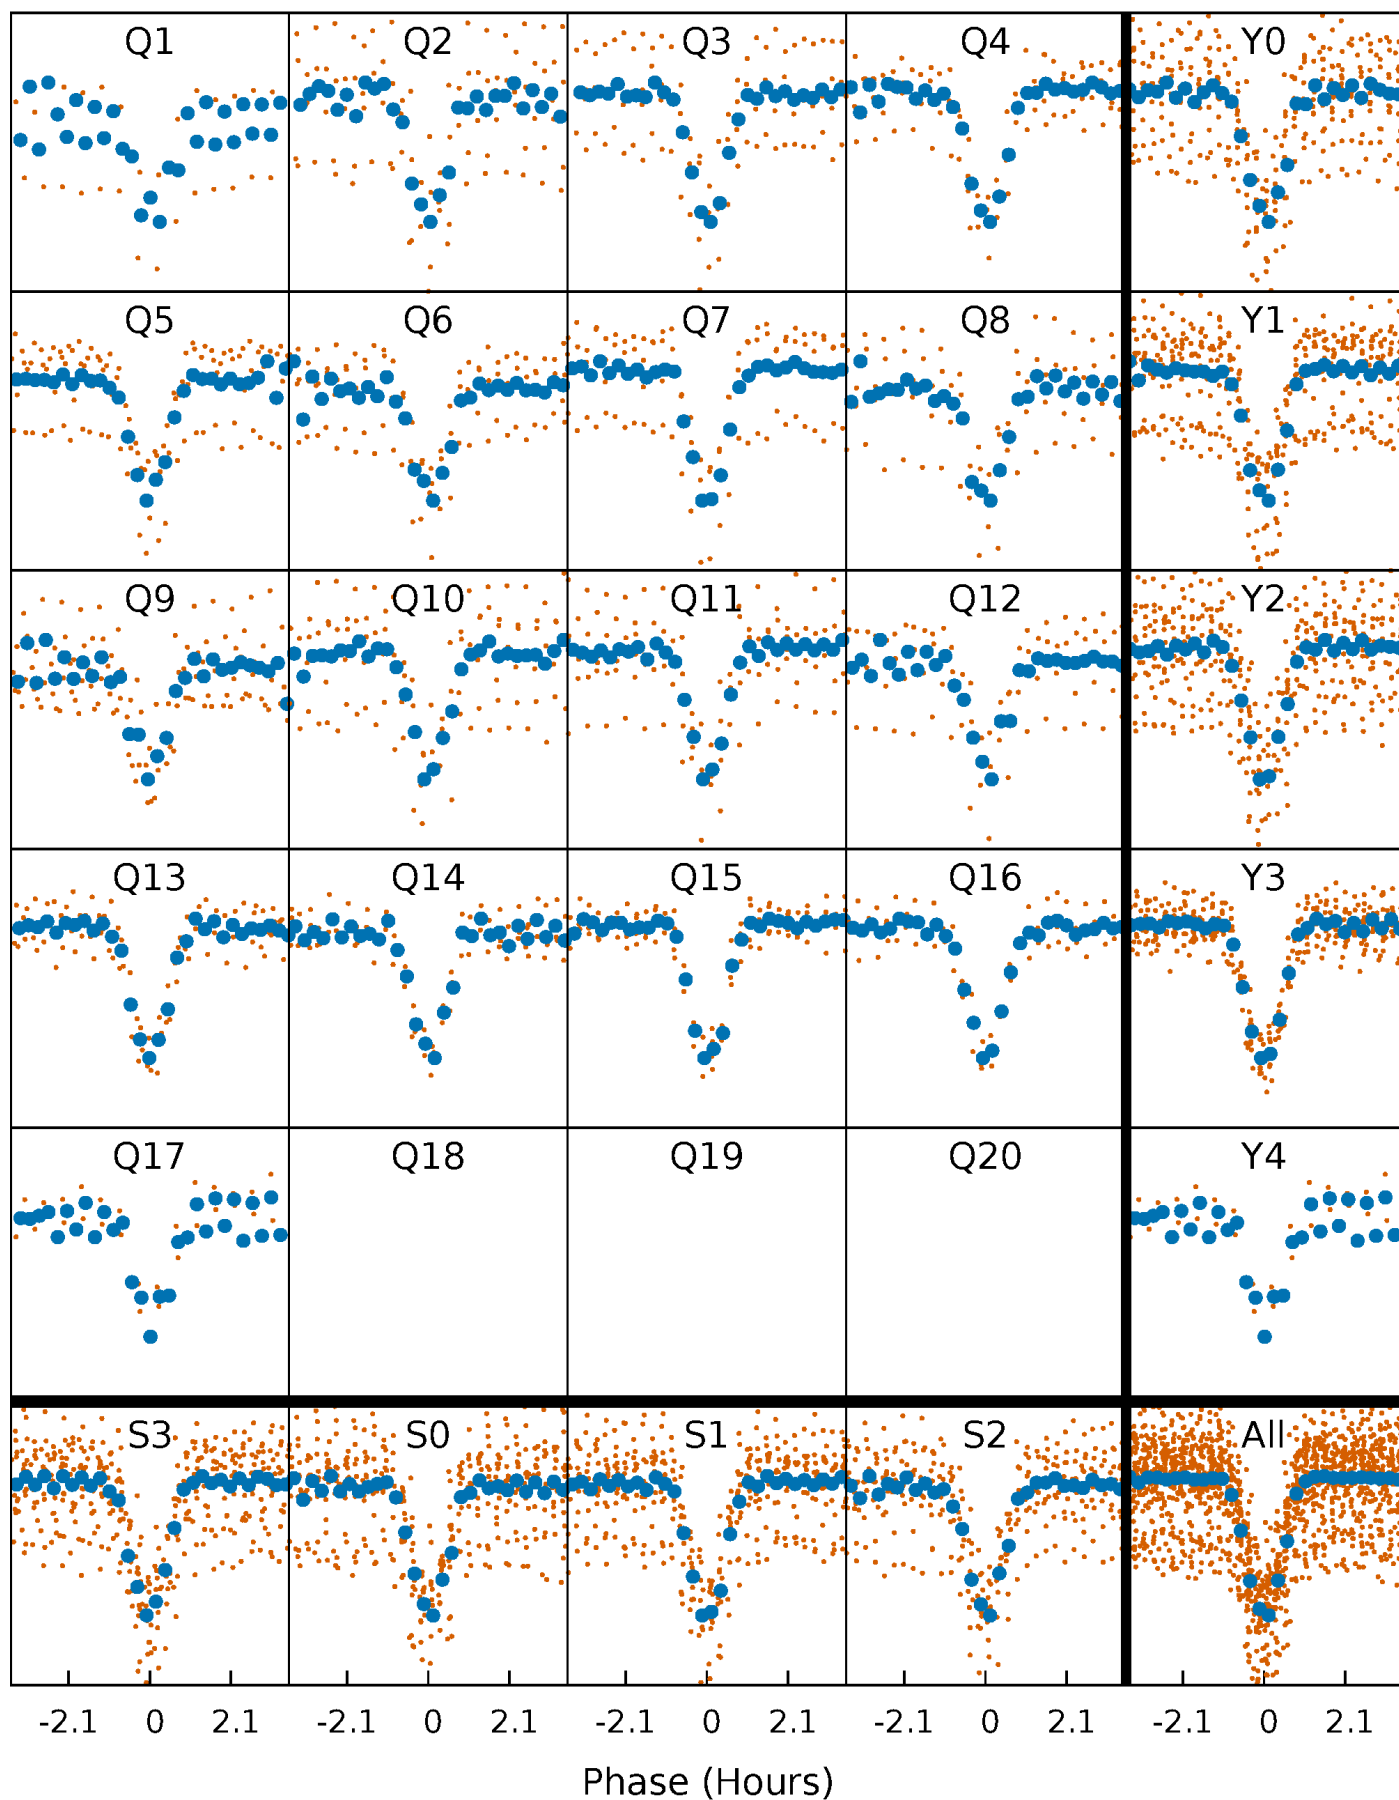 Q1 Q2 Q3 Q4 Y0
Q5 Q6 Q7 Q8 Y1
Q9 Q10 Q11 Q12 Y2
Q13 Q14 Q15 Q16 Y3
Q17 Q18 Q19 Q20 Y4
S3 S0 S1 S2 All
-2.1 0 2.1 -2.1 0 2.1 -2.1 0 2.1 -2.1 0 2.1 -2.1 0 2.1
Phase (Hours)